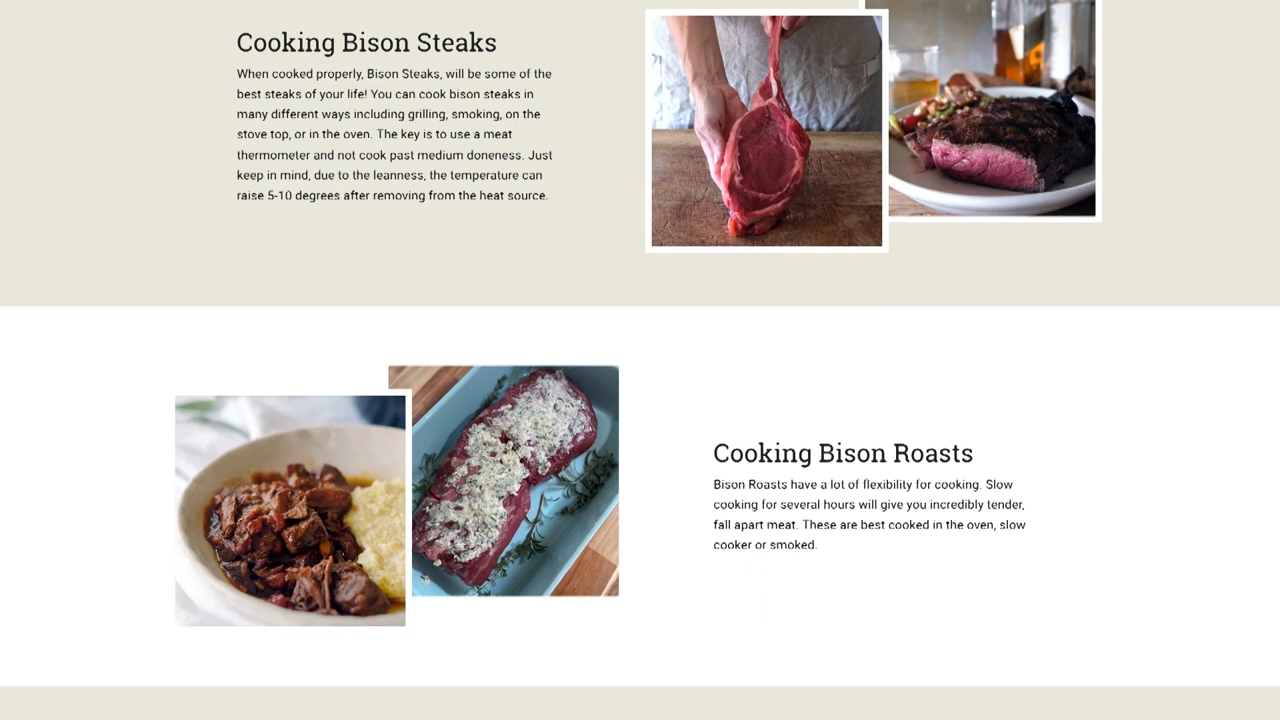 Cooking Bison Steaks
When cooked properly, Bison Steaks, will be some of the
best steaks of your life! You can cook bison steaks in
many different ways including grilling, smoking, on the
stove top, or in the oven. The key is to use a meat
thermometer and not cook past medium doneness. Just
keep in mind, due to the leanness, the temperature can
raise 5-10 degrees after removing from the heat source.
Cooking Bison Roasts
Bison Roasts have a lot of flexibility for cooking. Slow
cooking for several hours will give you incredibly tender,
fall apart meat. These are best cooked in the oven, slow
cooker or smoked.